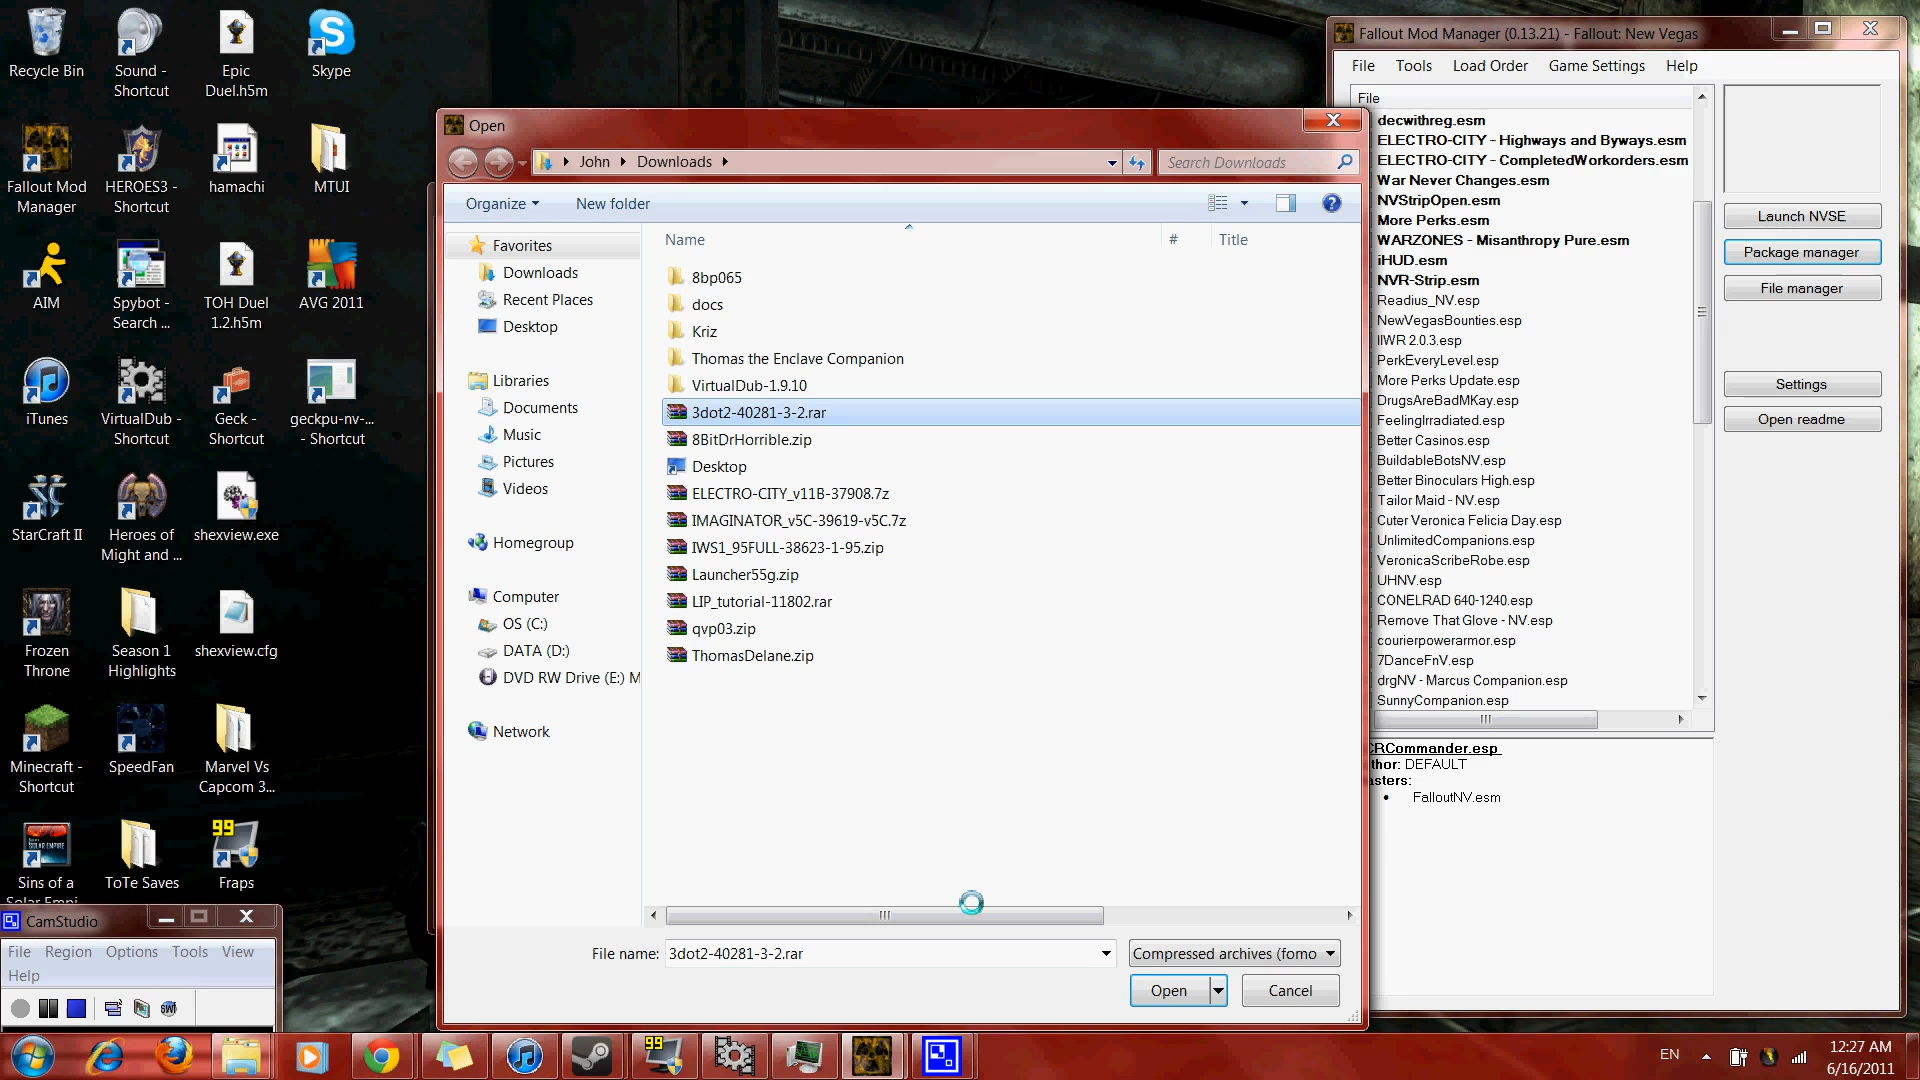 Recycle Bin
Sound -
Shortcut
Epic
Duel.h5m
Skype
Fallout Mod
Manager
HEROES3 -
Shortcut
hamachi
MTUI
AIM
Spybot -
Search ...
TOH Duel
1.2.h5m
AVG 2011
iTunes
VirtualDub -
Shortcut
Geck -
Shortcut
geckpu-nv-...
- Shortcut
StarCraft II
Heroes of
Might and ...
shexview.exe
Frozen
Throne
Season 1
Highlights
shexview.cfg
Minecraft -
Shortcut
SpeedFan
Marvel Vs
Capcom 3...
Sins of a
Solar Empi...
ToTe Saves
99
Fraps
CamStudio
File Region Options Tools View
Help
Open
John Downloads
Search Downloads
Organize
New folder
Favorites
Downloads
Recent Places
Desktop
Libraries
Documents
Music
Pictures
Videos
Homegroup
Computer
OS (C:)
DATA (D:)
DVD RW Drive (E:) M
Network
Name # Title
8bp065
docs
Kriz
Thomas the Enclave Companion
VirtualDub-1.9.10
3dot2-40281-3-2.rar
8BitDrHorrible.zip
Desktop
ELECTRO-CITY_v11B-37908.7z
IMAGINATOR_v5C-39619-v5C.7z
IWS1_95FULL-38623-1-95.zip
Launcher55g.zip
LIP_tutorial-11802.rar
qvp03.zip
ThomasDelane.zip
File name: 3dot2-40281-3-2.rar
Compressed archives (fomo
Open
Cancel
Fallout Mod Manager (0.13.21) - Fallout: New Vegas
File Tools Load Order Game Settings Help
File
decwithreg.esm
ELECTRO-CITY - Highways and Byways.esm
ELECTRO-CITY - CompletedWorkorders.esm
War Never Changes.esm
NVStripOpen.esm
More Perks.esm
WARZONES - Misanthropy Pure.esm
iHUD.esm
NVR-Strip.esm
Readius_NV.esp
NewVegasBounties.esp
IIWR 2.0.3.esp
PerkEveryLevel.esp
More Perks Update.esp
DrugsAreBadMKay.esp
FeelingIrradiated.esp
Better Casinos.esp
BuildableBotsNV.esp
Better Binoculars High.esp
Tailor Maid - NV.esp
Cuter Veronica Felicia Day.esp
UnlimitedCompanions.esp
VeronicaScribeRobe.esp
UHNV.esp
CONELRAD 640-1240.esp
Remove That Glove - NV.esp
courierpowerarmor.esp
7DanceFnV.esp
drgNV - Marcus Companion.esp
SunnyCompanion.esp
CRCommander.esp
thor: DEFAULT
asters:
FalloutNV.esm
Launch NVSE
Package manager
File manager
Settings
Open readme
99
EN
12:27 AM
6/16/2011